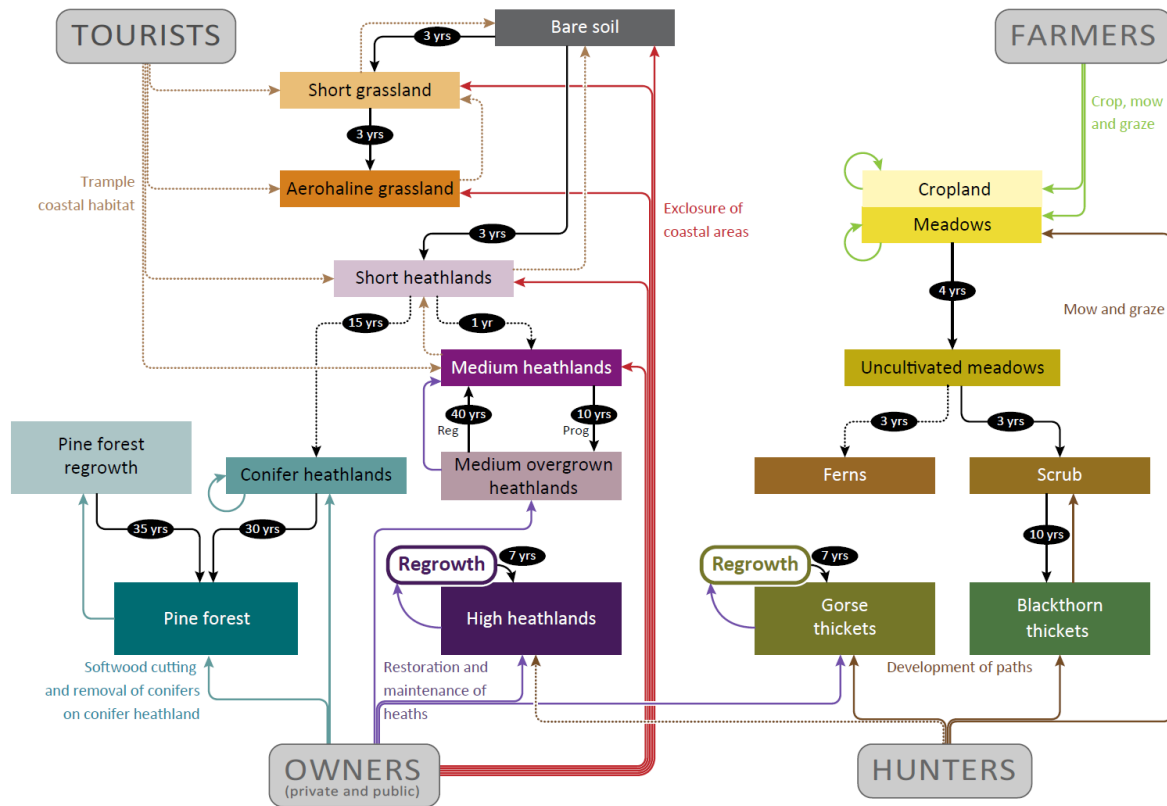 TOURISTS
Bare soil
FARMERS
3 yrs
Short grassland
Crop, mow
and graze
3 yrs
Trample
coastal habitat
Aerohaline grassland
Cropland
Exclosure of
coastal areas
Meadows
3 yrs
Short heathlands
4 yrs
Mow and graze
15 yrs
1 yr
Medium heathlands
Uncultivated meadows
40 yrs
10 yrs
Reg
Prog
3 yrs
3 yrs
Pine forest
regrowth
Conifer heathlands
Medium overgrown
heathlands
Ferns
Scrub
35 yrs
30 yrs
10 yrs
Regrowth
7 yrs
Regrowth
7 yrs
Pine forest
High heathlands
Gorse
thickets
Blackthorn
thickets
Softwood cutting
and removal of conifers
on conifer heathland
Restoration and
maintenance of
heaths
Development of paths
OWNERS
(private and public)
HUNTERS